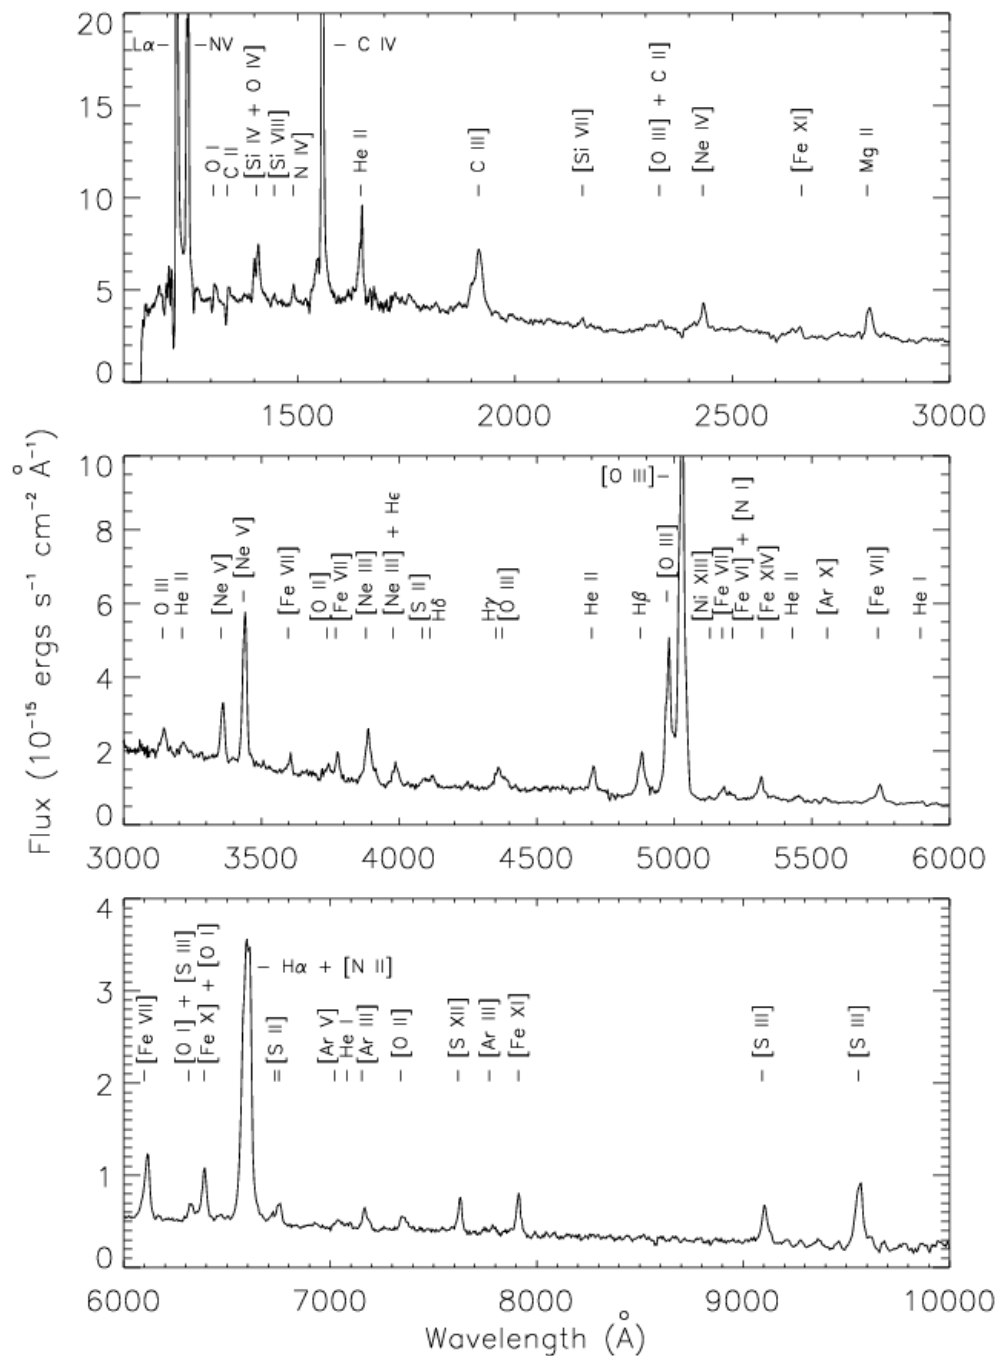 20
15
10
5
0
Lα–
–NV
– C IV
O I
C II
[Si IV + O IV]
[Si VIII]
N IV]
He II
C III]
[Si VII]
[O III] + C II]
[Ne IV]
[Fe XI]
Mg II
1500 2000 2500 3000
Flux (10⁻¹⁵ ergs s⁻¹ cm⁻² Å⁻¹)
10
8
6
4
2
0
O III
He II
[Ne V]
[Ne V]
[Fe VII]
[O II]
[Fe VII]
[Ne III]
[Ne III] + Hϵ
[S II]
Hδ
Hγ
[O III]
He II
Hβ
[O III]–
[O III]
[Ni XIII]
[Fe VII]
[Fe VI] + [N I]
[Fe XIV]
He II
[Ar X]
[Fe VII]
He I
3000 3500 4000 4500 5000 5500 6000
4
3
2
1
0
[Fe VII]
[O I] + [S III]
[Fe X] + [O I]
– Hα + [N II]
[S II]
[Ar V]
He I
[Ar III]
[O II]
[S XII]
[Ar III]
[Fe XI]
[S III]
[S III]
6000 7000 8000 9000 10000
Wavelength (Å)